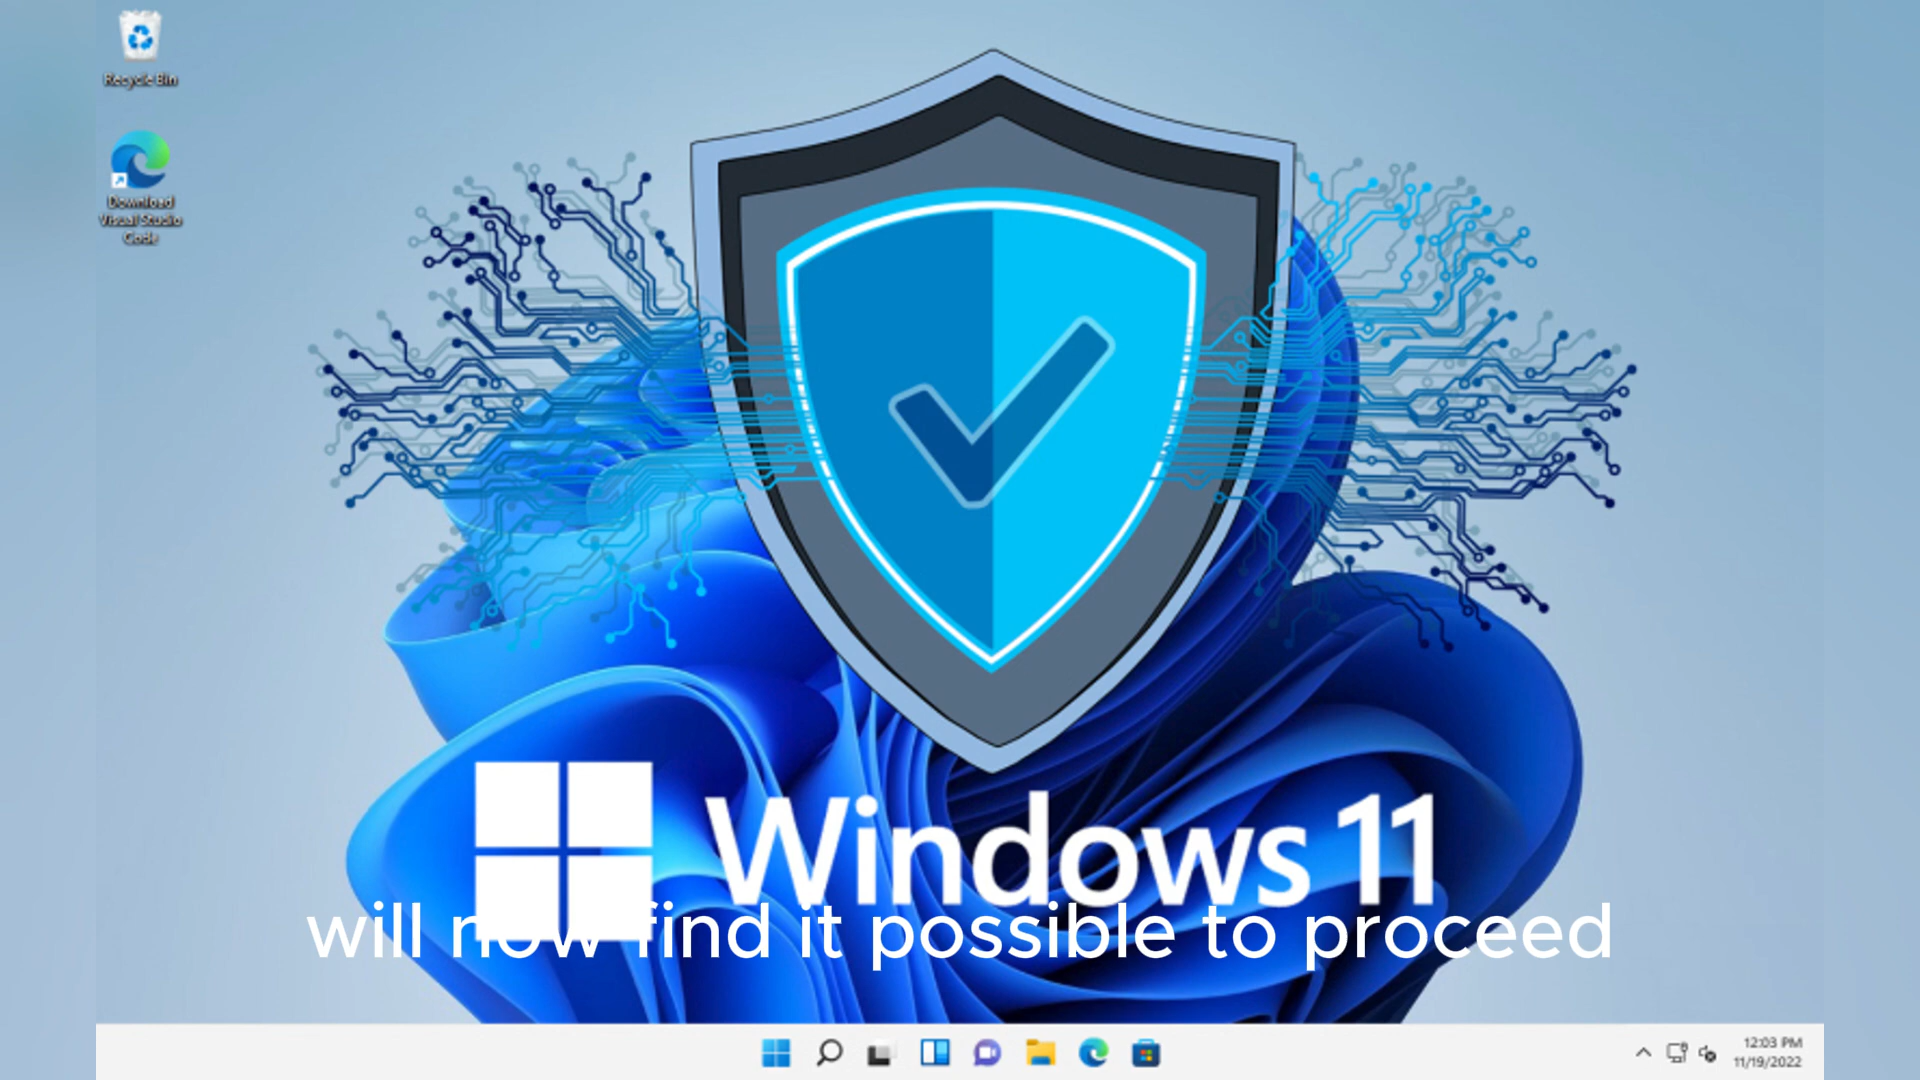 Recycle Bin
Download
Visual Studio
Code
Windows 11
will now find it possible to proceed
12:03 PM
11/19/2022